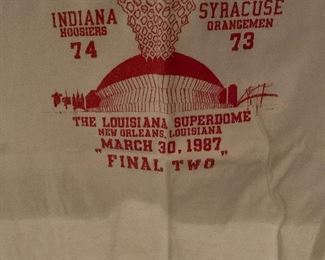 INDIANA
HOOSIERS
74
SYRACUSE
ORANGEMEN
73
THE LOUISIANA SUPERDOME
NEW ORLEANS, LOUISIANA
MARCH 30, 1987
"FINAL TWO"